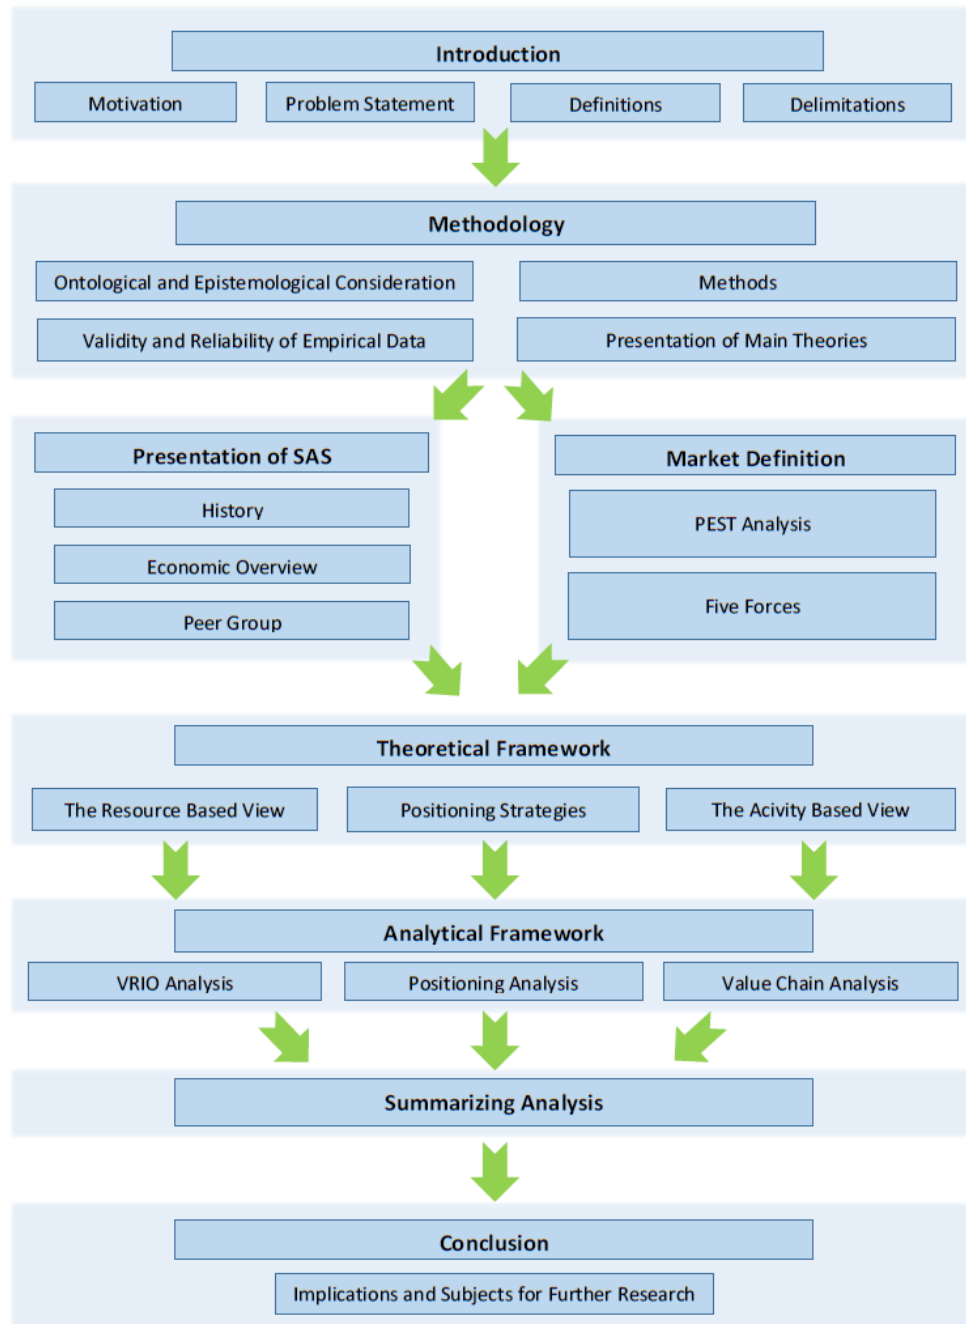 Introduction
Motivation
Problem Statement
Definitions
Delimitations
Methodology
Ontological and Epistemological Consideration
Methods
Validity and Reliability of Empirical Data
Presentation of Main Theories
Presentation of SAS
History
Economic Overview
Peer Group
Market Definition
PEST Analysis
Five Forces
Theoretical Framework
The Resource Based View
Positioning Strategies
The Acivity Based View
Analytical Framework
VRIO Analysis
Positioning Analysis
Value Chain Analysis
Summarizing Analysis
Conclusion
Implications and Subjects for Further Research